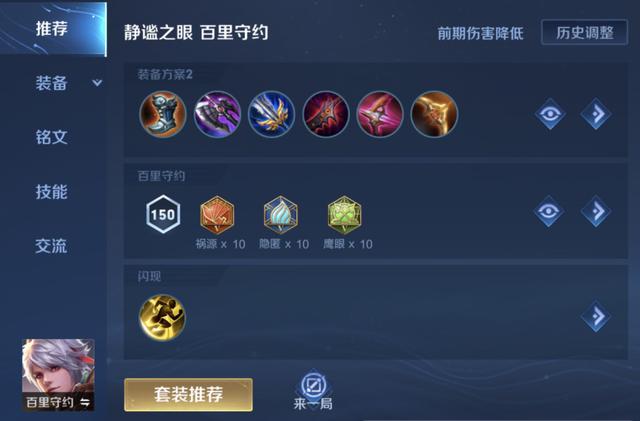 推荐
装备
铭文
技能
交流
百里守约
静谧之眼 百里守约
前期伤害降低
历史调整
装备方案2
百里守约
150
祸源 x 10
隐匿 x 10
鹰眼 x 10
闪现
套装推荐
来一局